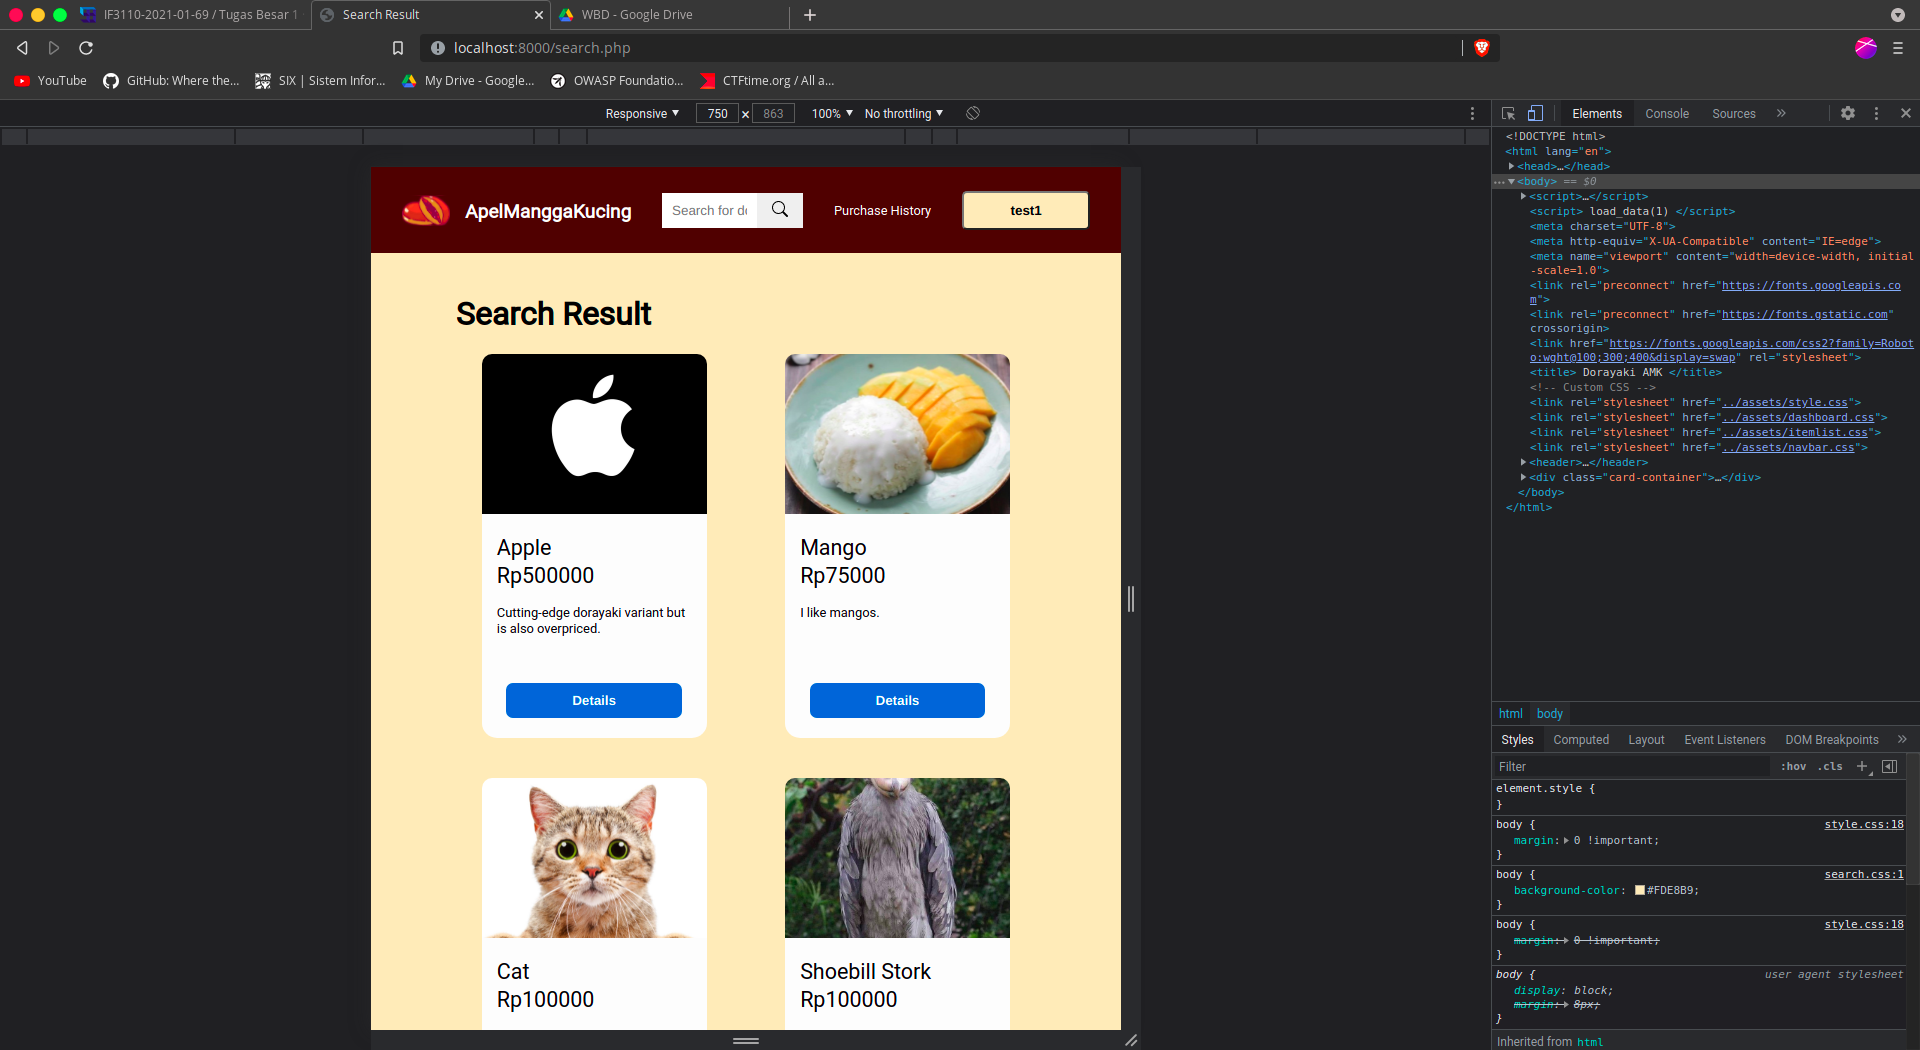 IF3110-2021-01-69 / Tugas Besar 1
Search Result
WBD - Google Drive
localhost:8000/search.php
YouTube
GitHub: Where the...
SIX | Sistem Infor...
My Drive - Google...
OWASP Foundatio...
CTFtime.org / All a...
Responsive
750 × 863
100%
No throttling
ApelManggaKucing
Search for do
Purchase History
test1
Search Result
Apple
Rp500000
Cutting-edge dorayaki variant but
is also overpriced.
Details
Mango
Rp75000
I like mangos.
Details
Cat
Rp100000
Shoebill Stork
Rp100000
Elements
Console
Sources
<!DOCTYPE html>
<html lang="en">
<head>…</head>
<body> == $0
<script>…</script>
<script> load_data(1) </script>
<meta charset="UTF-8">
<meta http-equiv="X-UA-Compatible" content="IE=edge">
<meta name="viewport" content="width=device-width, initial
-scale=1.0">
<link rel="preconnect" href="https://fonts.googleapis.co
m">
<link rel="preconnect" href="https://fonts.gstatic.com"
crossorigin>
<link href="https://fonts.googleapis.com/css2?family=Robot
o:wght@100;300;400&display=swap" rel="stylesheet">
<title> Dorayaki AMK </title>
<!-- Custom CSS -->
<link rel="stylesheet" href="../assets/style.css">
<link rel="stylesheet" href="../assets/dashboard.css">
<link rel="stylesheet" href="../assets/itemlist.css">
<link rel="stylesheet" href="../assets/navbar.css">
<header>…</header>
<div class="card-container">…</div>
</body>
</html>
html
body
Styles
Computed
Layout
Event Listeners
DOM Breakpoints
Filter
:hov
.cls
element.style {
}
body {
style.css:18
margin: 0 !important;
}
body {
search.css:1
background-color: #FDE8B9;
}
body {
style.css:18
margin: 0 !important;
}
body {
user agent stylesheet
display: block;
margin: 8px;
}
Inherited from html